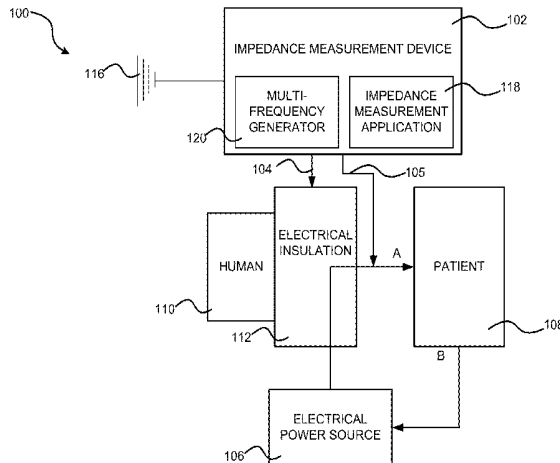 100
102
116
IMPEDANCE MEASUREMENT DEVICE
118
MULTI-
FREQUENCY
GENERATOR
120
IMPEDANCE
MEASUREMENT
APPLICATION
104
105
ELECTRICAL
INSULATION
A
HUMAN
PATIENT
110
112
108
B
ELECTRICAL
POWER SOURCE
106